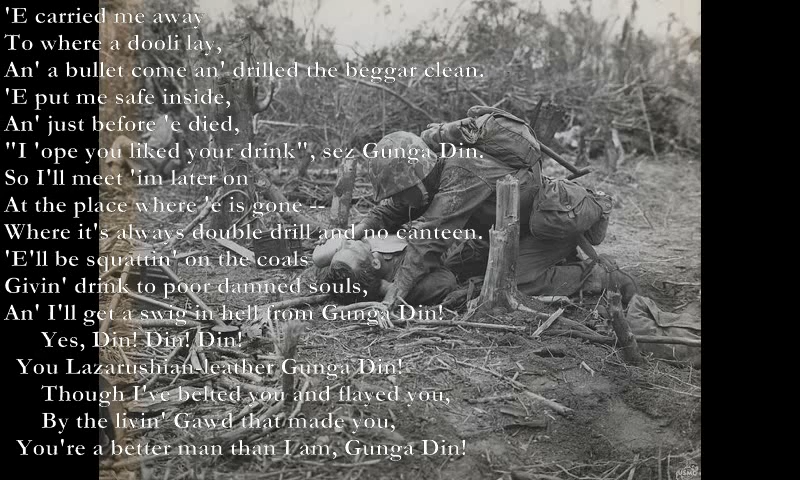 'E carried me away
To where a dooli lay,
An' a bullet come an' drilled the beggar clean.
'E put me safe inside,
An' just before 'e died,
"I 'ope you liked your drink", sez Gunga Din.
So I'll meet 'im later on
At the place where 'e is gone --
Where it's always double drill and no canteen.
'E'll be squattin' on the coals
Givin' drink to poor damned souls,
An' I'll get a swig in hell from Gunga Din!
Yes, Din! Din! Din!
You Lazarushian-leather Gunga Din!
Though I've belted you and flayed you,
By the livin' Gawd that made you,
You're a better man than I am, Gunga Din!